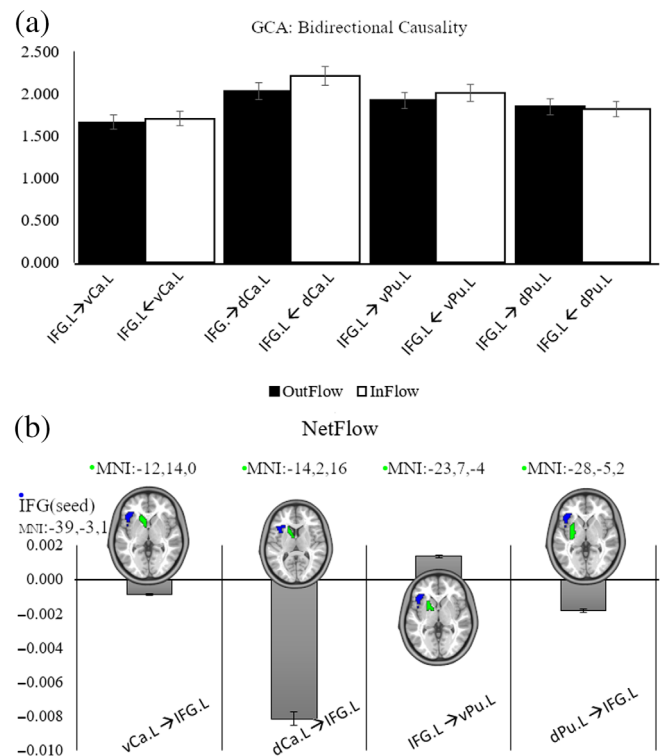 (a)
GCA: Bidirectional Causality
2.500
2.000
1.500
1.000
0.500
0.000
IFG.L→vCa.L
IFG.L←vCa.L
IFG.→dCa.L
IFG.L ← dCa.L
IFG.L → vPu.L
IFG.L ← vPu.L
IFG.L → dPu.L
IFG.L ← dPu.L
OutFlow InFlow
(b)
NetFlow
MNI:-12,14,0 MNI:-14,2,16 MNI:-23,7,-4 MNI:-28,-5,2
IFG(seed)
MNI:-39,-3,1
0.002
0.000
−0.002
−0.004
−0.006
−0.008
−0.010
vCa.L→IFG.L
dCa.L→IFG.L
IFG.L→vPu.L
dPu.L→IFG.L